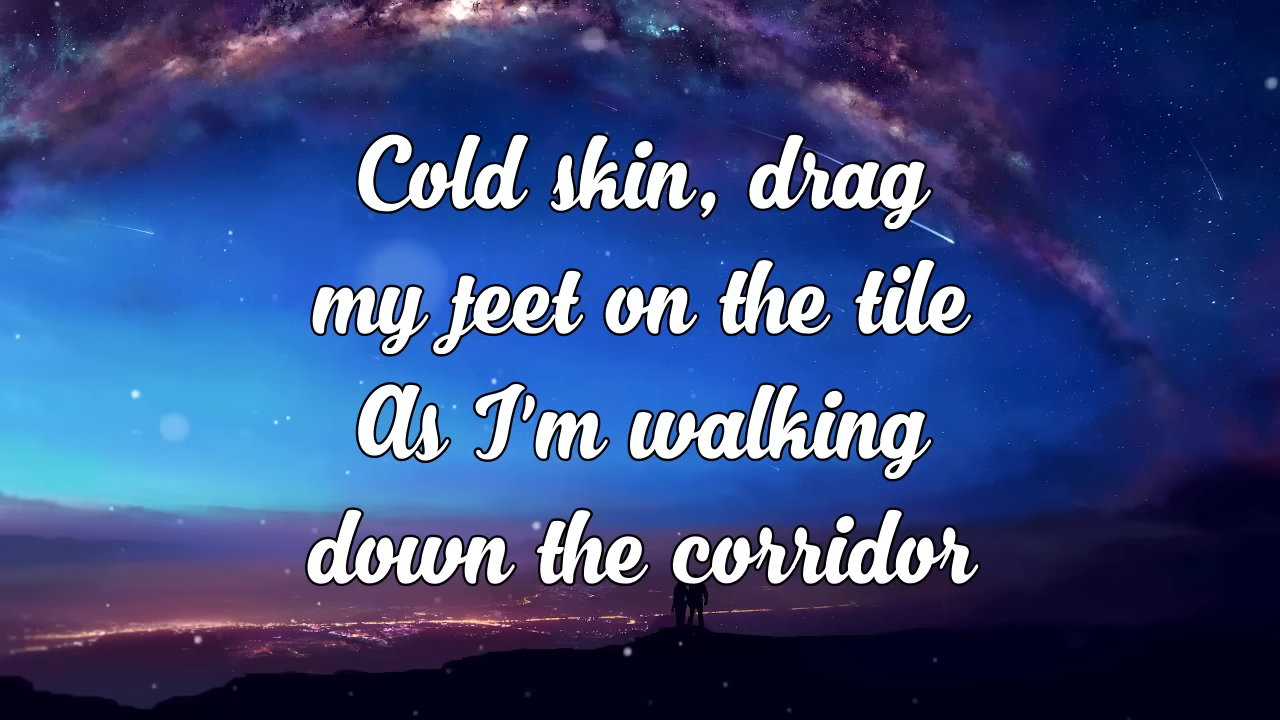 Cold skin, drag
my feet on the tile
As I'm walking
down the corridor